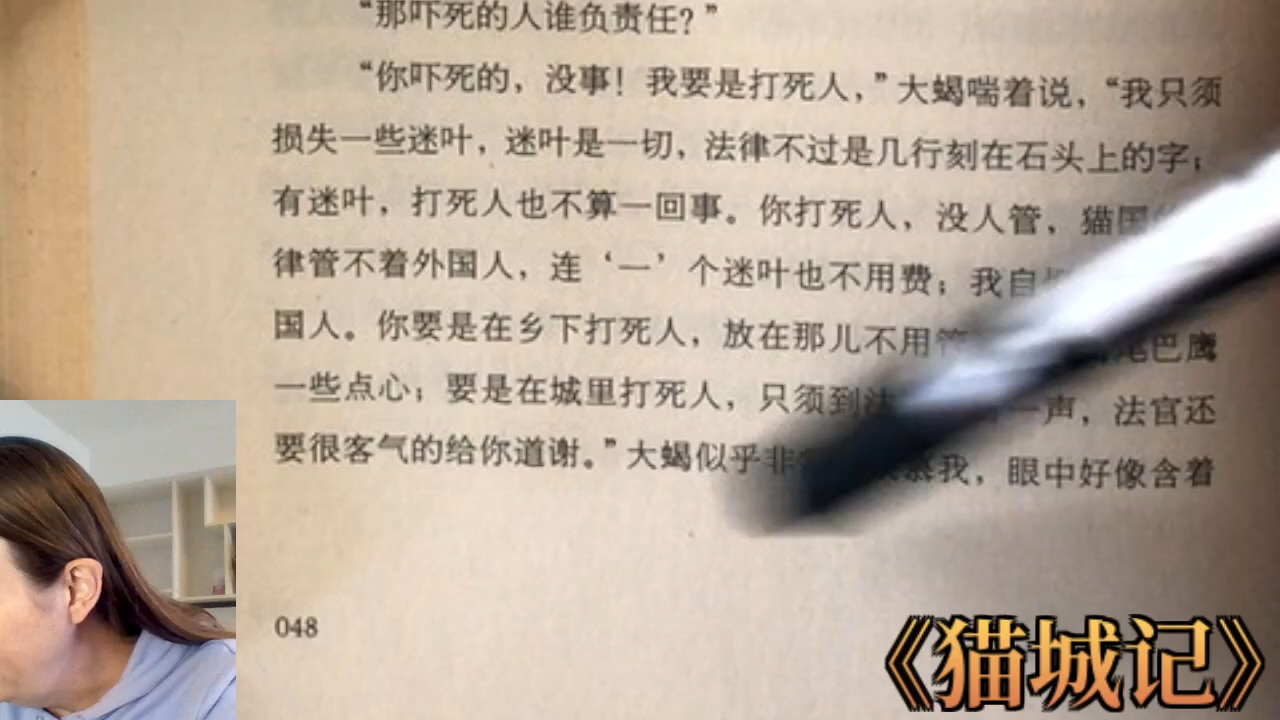 “那吓死的人谁负责任？”
“你吓死的，没事！我要是打死人，”大蝎喘着说，“我只须
损失一些迷叶，迷叶是一切，法律不过是几行刻在石头上的字；
有迷叶，打死人也不算一回事。你打死人，没人管，猫国
律管不着外国人，连‘一’个迷叶也不用费；我自
国人。你要是在乡下打死人，放在那儿不用 尾巴鹰
一些点心；要是在城里打死人，只须到法 一声，法官还
要很客气的给你道谢。”大蝎似乎非 慕我，眼中好像含着
048
《猫城记》